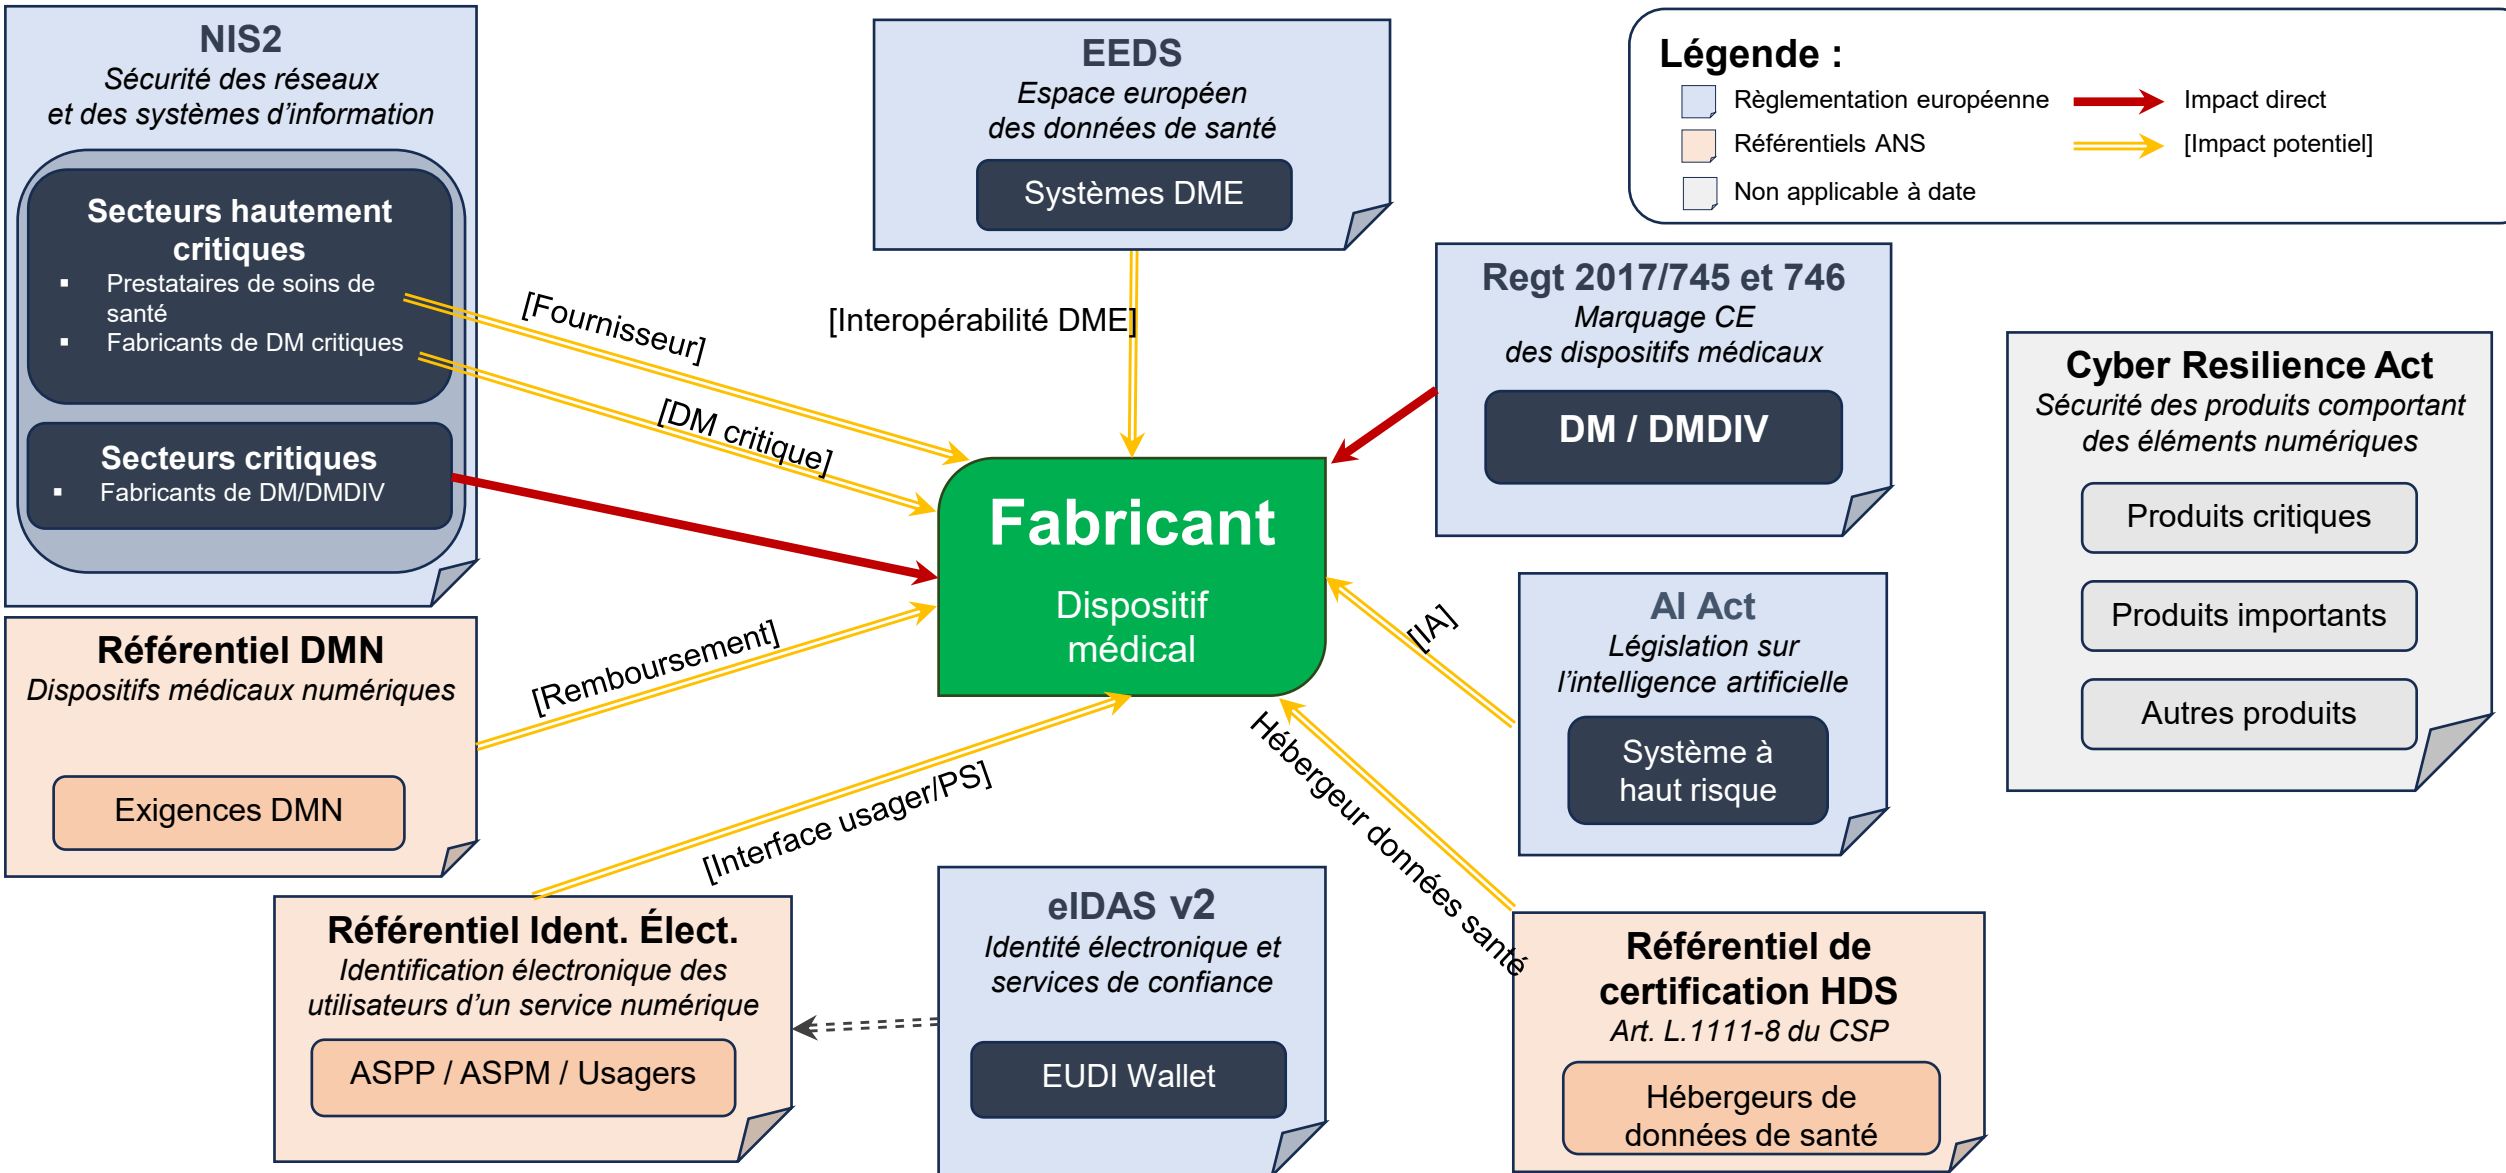 NIS2
Sécurité des réseaux
et des systèmes d'information
Secteurs hautement
critiques
▪ Prestataires de soins de
santé
▪ Fabricants de DM critiques
Secteurs critiques
▪ Fabricants de DM/DMDIV
EEDS
Espace européen
des données de santé
Systèmes DME
Légende :
Règlementation européenne
Référentiels ANS
Non applicable à date
Impact direct
[Impact potentiel]
[Fournisseur]
[DM critique]
[Interopérabilité DME]
Regt 2017/745 et 746
Marquage CE
des dispositifs médicaux
DM / DMDIV
Cyber Resilience Act
Sécurité des produits comportant
des éléments numériques
Produits critiques
Produits importants
Autres produits
Fabricant
Dispositif
médical
[IA]
AI Act
Législation sur
l'intelligence artificielle
Système à
haut risque
Référentiel DMN
Dispositifs médicaux numériques
Exigences DMN
[Remboursement]
[Interface usager/PS]
Hébergeur données santé
Référentiel Ident. Élect.
Identification électronique des
utilisateurs d'un service numérique
ASPP / ASPM / Usagers
eIDAS v2
Identité électronique et
services de confiance
EUDI Wallet
Référentiel de
certification HDS
Art. L.1111-8 du CSP
Hébergeurs de
données de santé